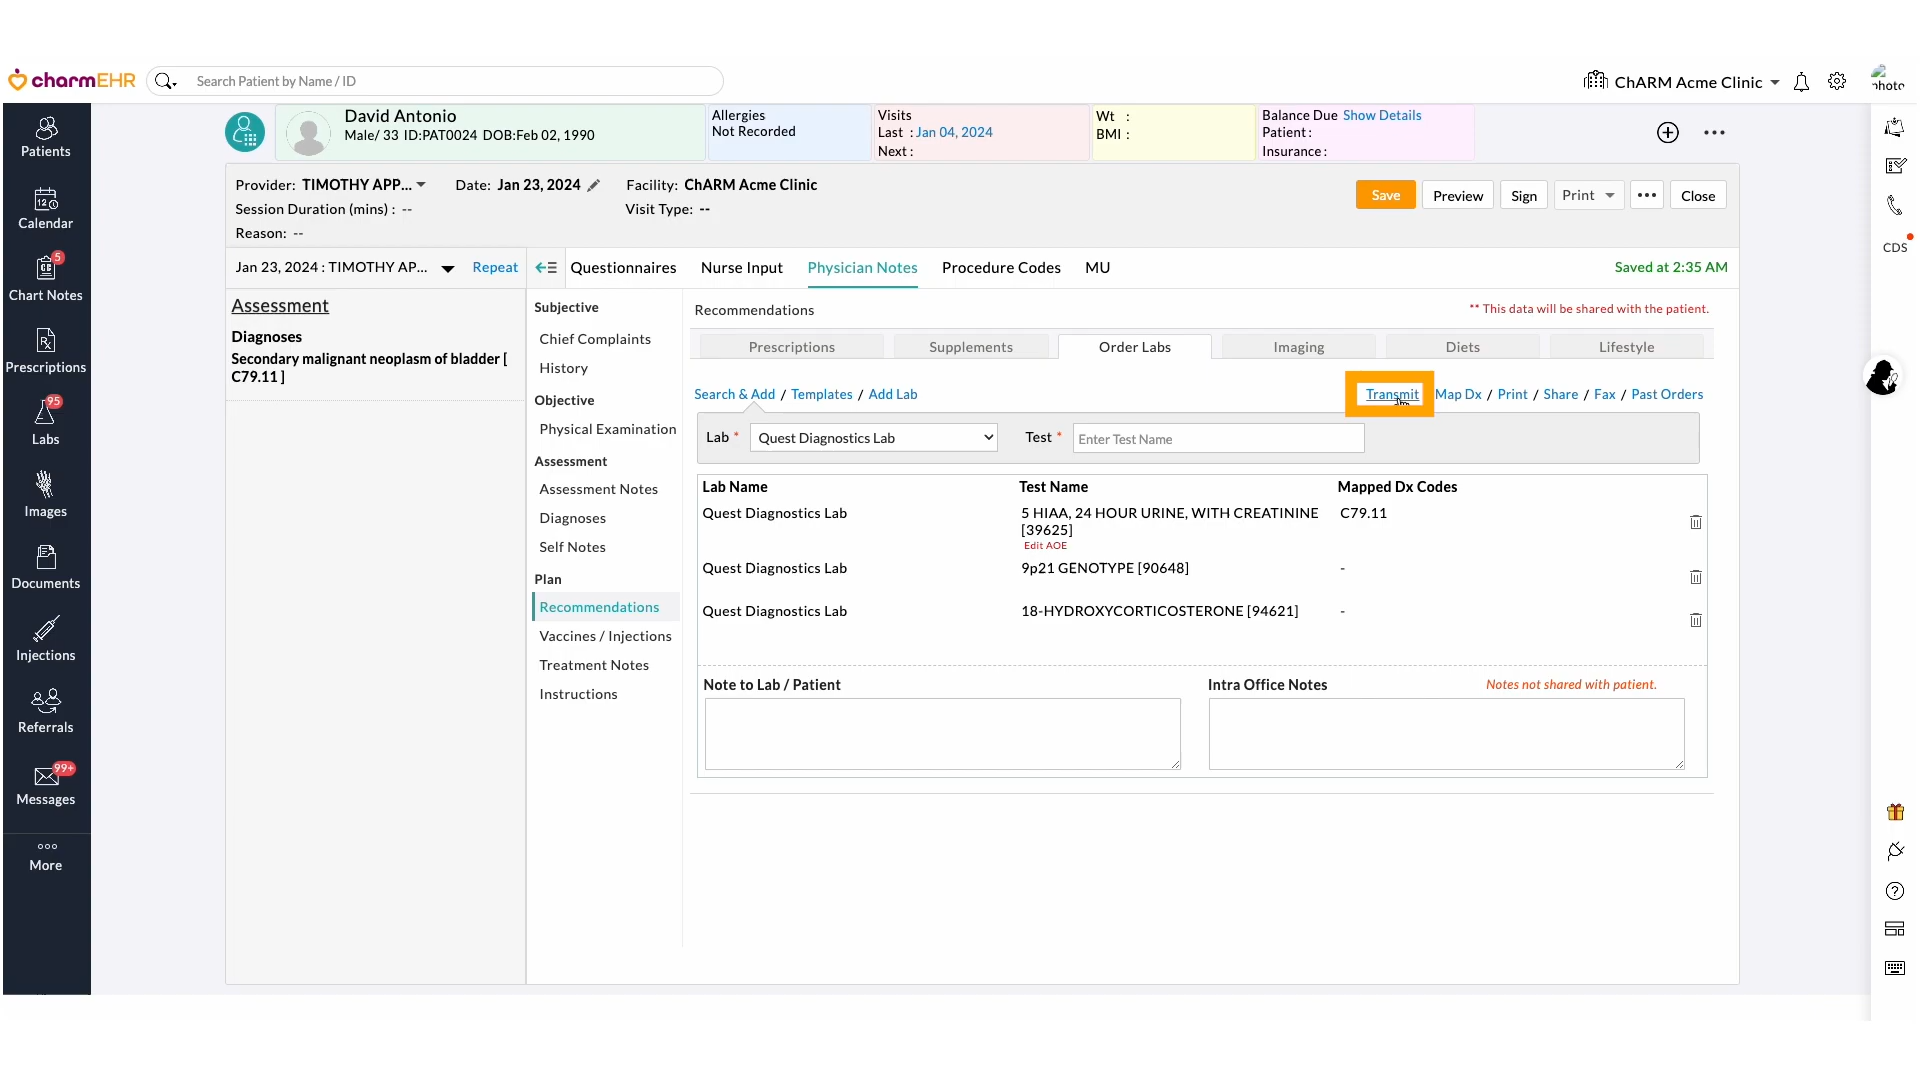 charmEHR
Search Patient by Name / ID
ChARM Acme Clinic
photo
Patients
12
Calendar
5
Chart Notes
Rx
Prescriptions
95
Labs
Images
Documents
Injections
Referrals
99+
Messages
More
David Antonio
Male/ 33 ID:PAT0024 DOB:Feb 02, 1990
Allergies
Not Recorded
Visits
Last : Jan 04, 2024
Next :
Wt :
BMI :
Balance Due Show Details
Patient :
Insurance :
Provider: TIMOTHY APP... Date: Jan 23, 2024 Facility: ChARM Acme Clinic
Session Duration (mins) : -- Visit Type: --
Reason: --
Save Preview Sign Print Close
CDS
Jan 23, 2024 : TIMOTHY AP... Repeat
Questionnaires Nurse Input Physician Notes Procedure Codes MU
Saved at 2:35 AM
Assessment
Diagnoses
Secondary malignant neoplasm of bladder [
C79.11 ]
Subjective
Chief Complaints
History
Objective
Physical Examination
Assessment
Assessment Notes
Diagnoses
Self Notes
Plan
Recommendations
Vaccines / Injections
Treatment Notes
Instructions
Recommendations
** This data will be shared with the patient.
Prescriptions Supplements Order Labs Imaging Diets Lifestyle
Search & Add / Templates / Add Lab
Transmit Map Dx / Print / Share / Fax / Past Orders
Lab * Quest Diagnostics Lab Test * Enter Test Name
Lab Name Test Name Mapped Dx Codes
Quest Diagnostics Lab 5 HIAA, 24 HOUR URINE, WITH CREATININE C79.11
[39625]
Edit AOE
Quest Diagnostics Lab 9p21 GENOTYPE [90648] -
Quest Diagnostics Lab 18-HYDROXYCORTICOSTERONE [94621] -
Note to Lab / Patient
Intra Office Notes Notes not shared with patient.